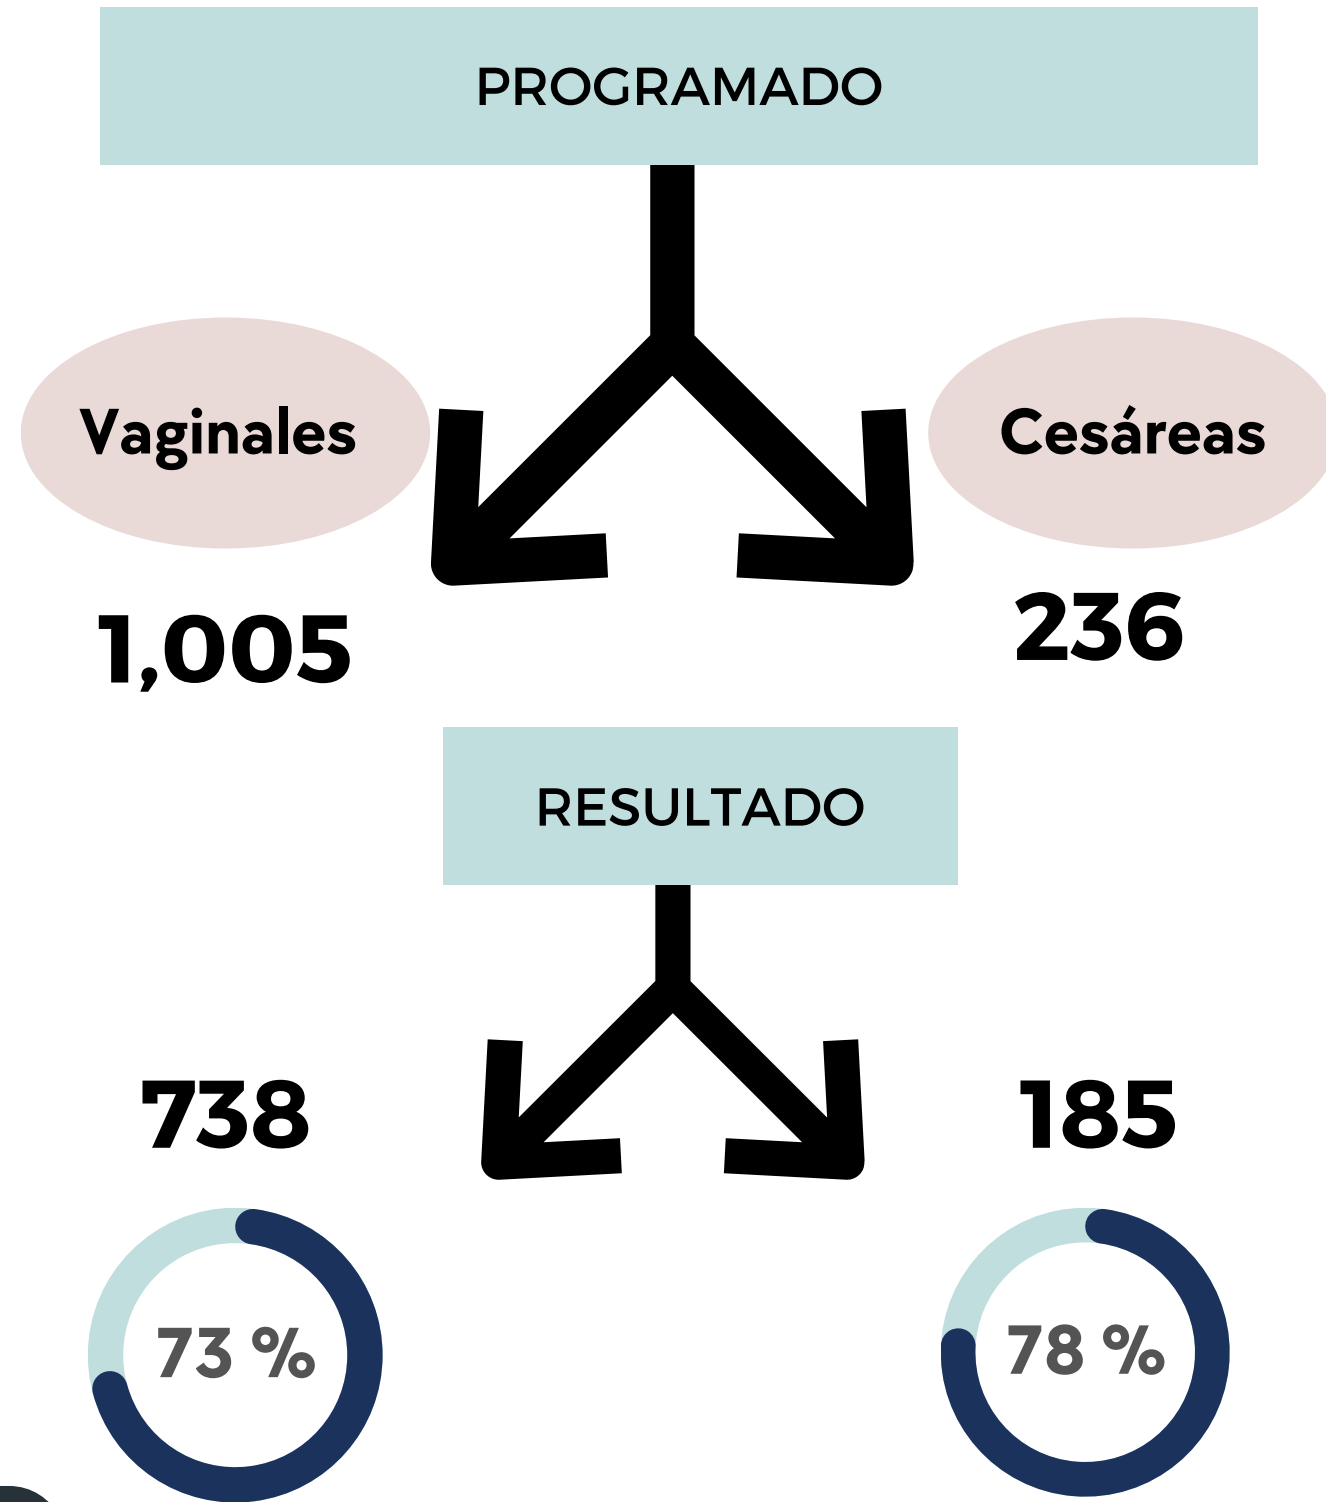 PROGRAMADO
Vaginales
Cesáreas
1,005
236
RESULTADO
738
185
73 %
78 %